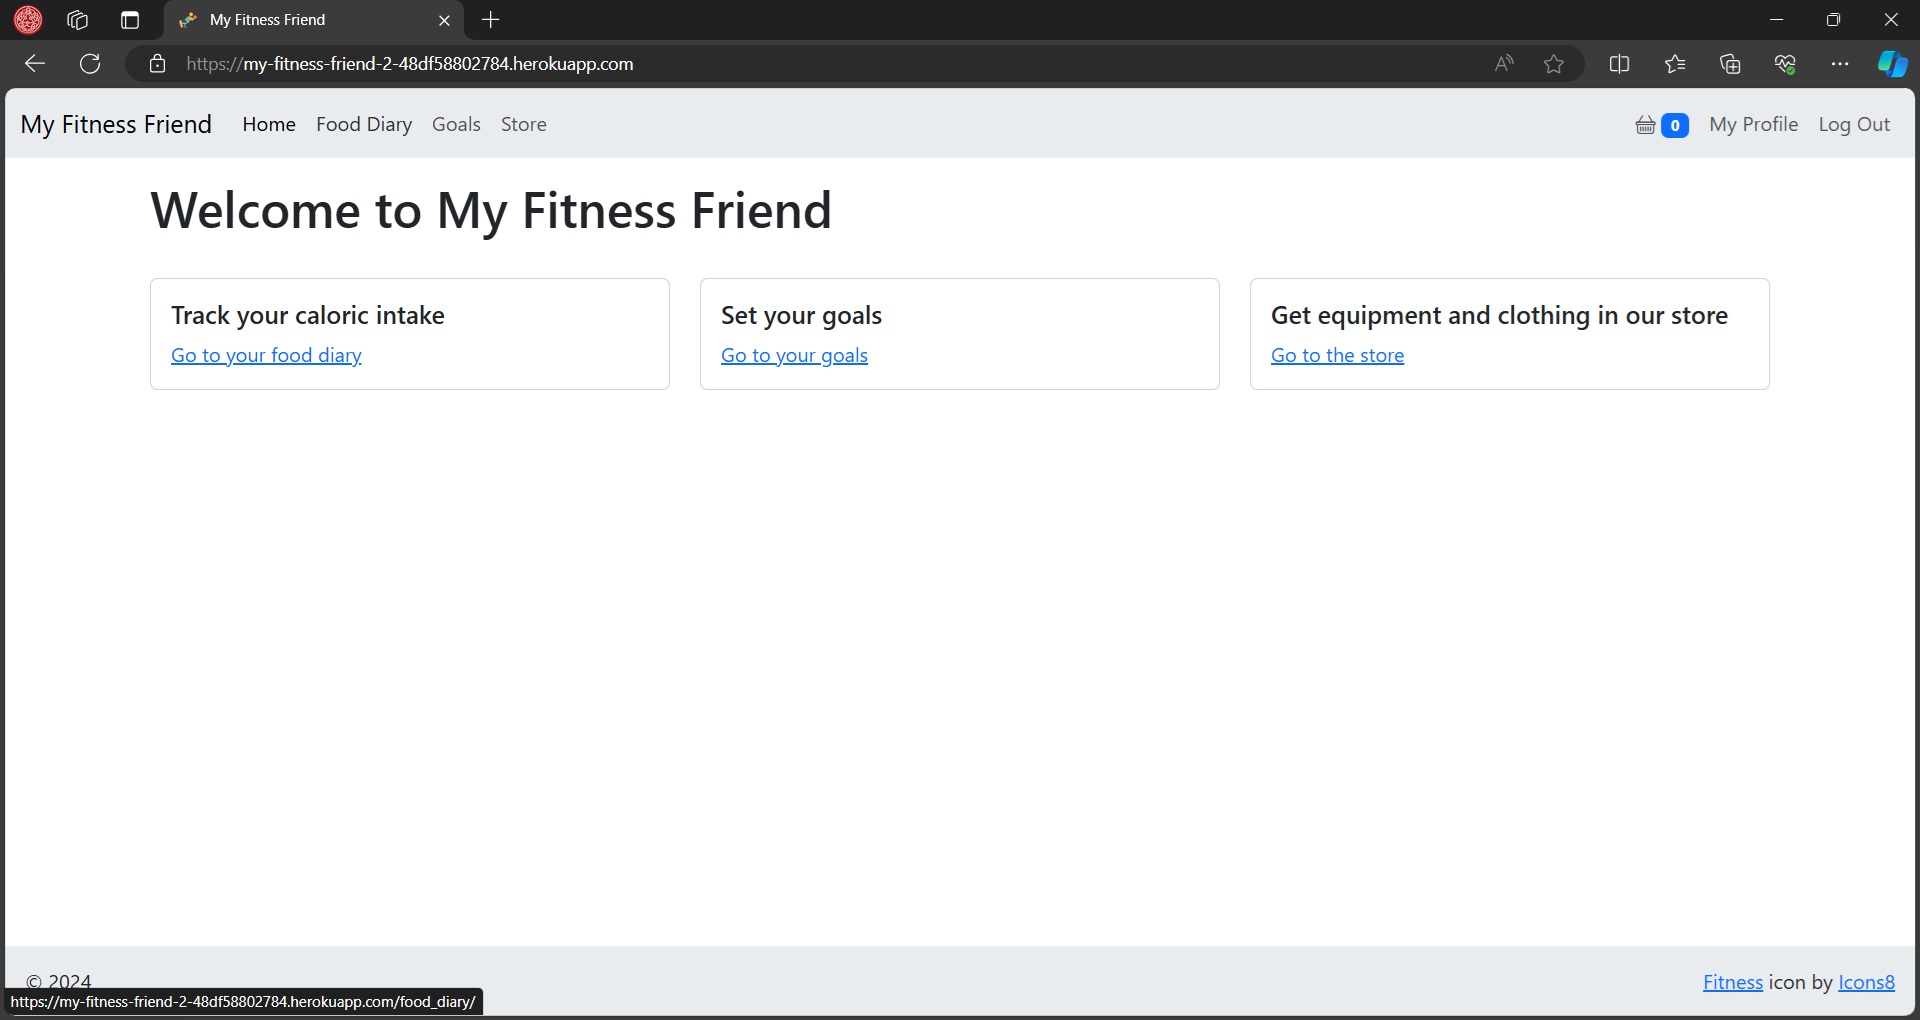 My Fitness Friend
https://my-fitness-friend-2-48df58802784.herokuapp.com
My Fitness Friend Home Food Diary Goals Store 0 My Profile Log Out
Welcome to My Fitness Friend
Track your caloric intake
Go to your food diary
Set your goals
Go to your goals
Get equipment and clothing in our store
Go to the store
© 2024
Fitness icon by Icons8
https://my-fitness-friend-2-48df58802784.herokuapp.com/food_diary/